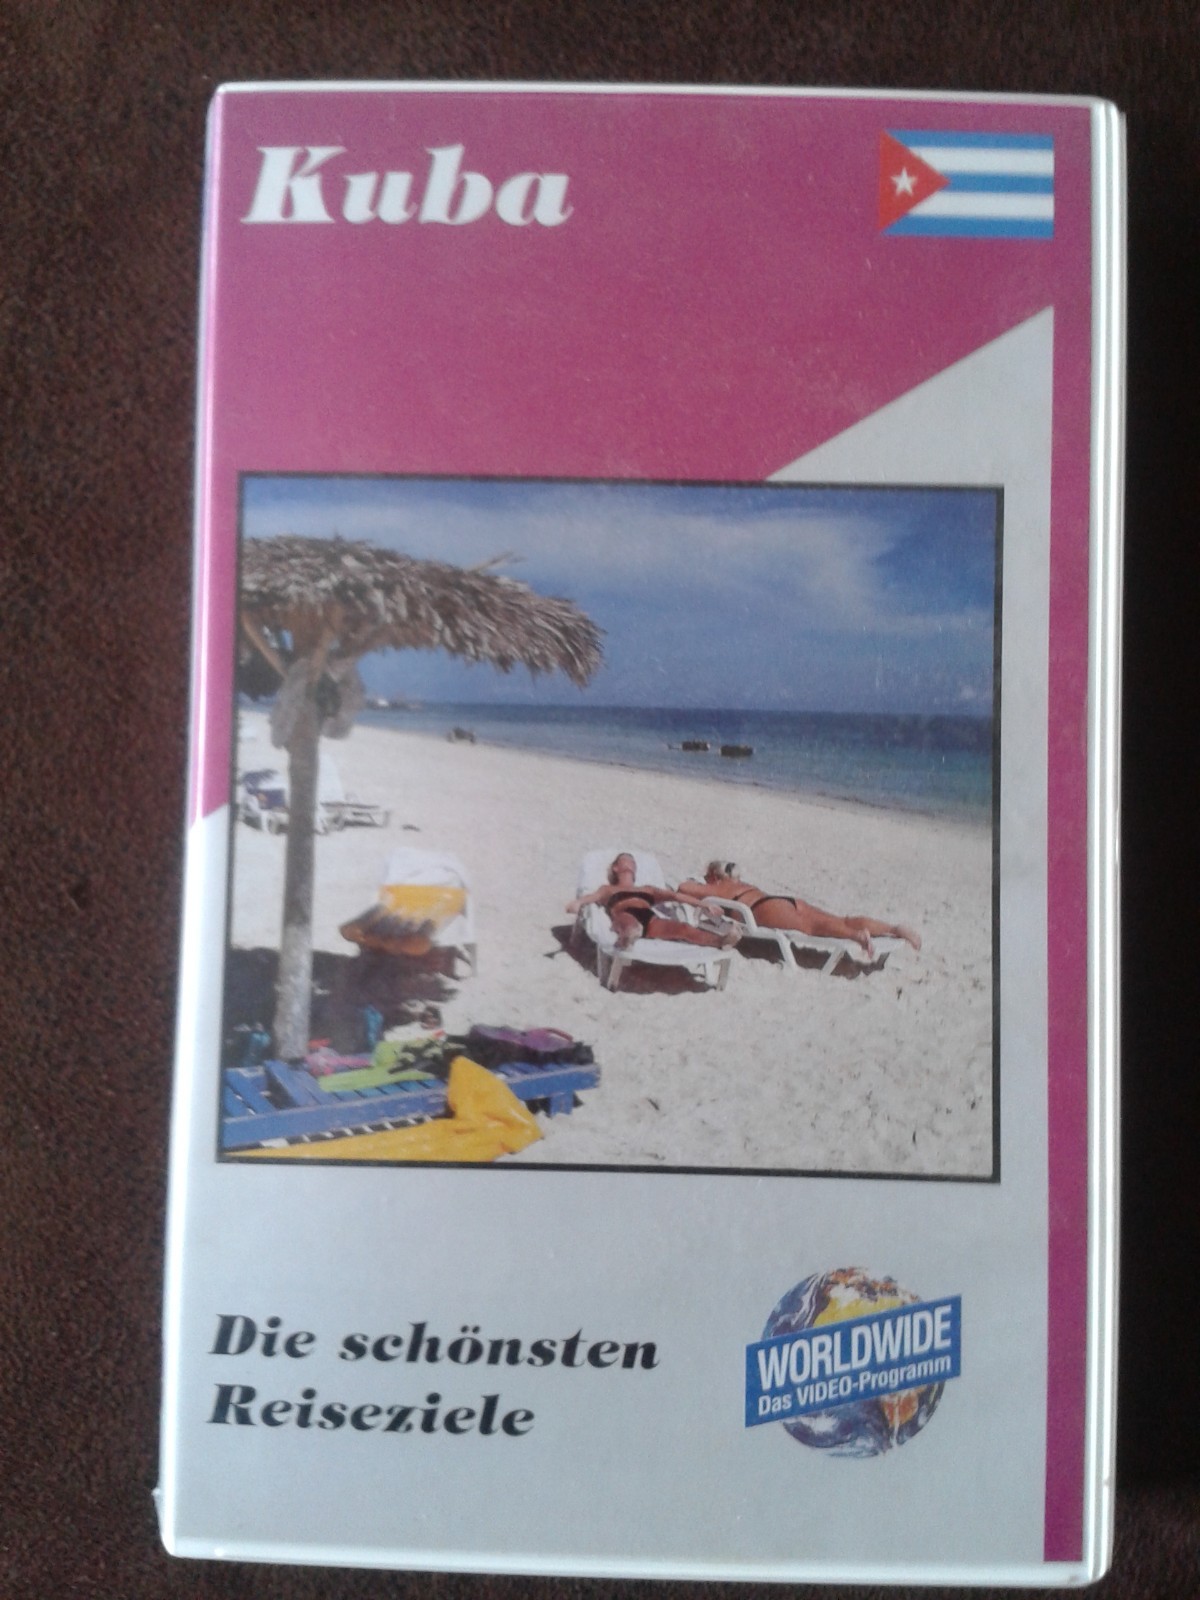 Kuba
Die schönsten
Reiseziele
WORLDWIDE
Das VIDEO-Programm